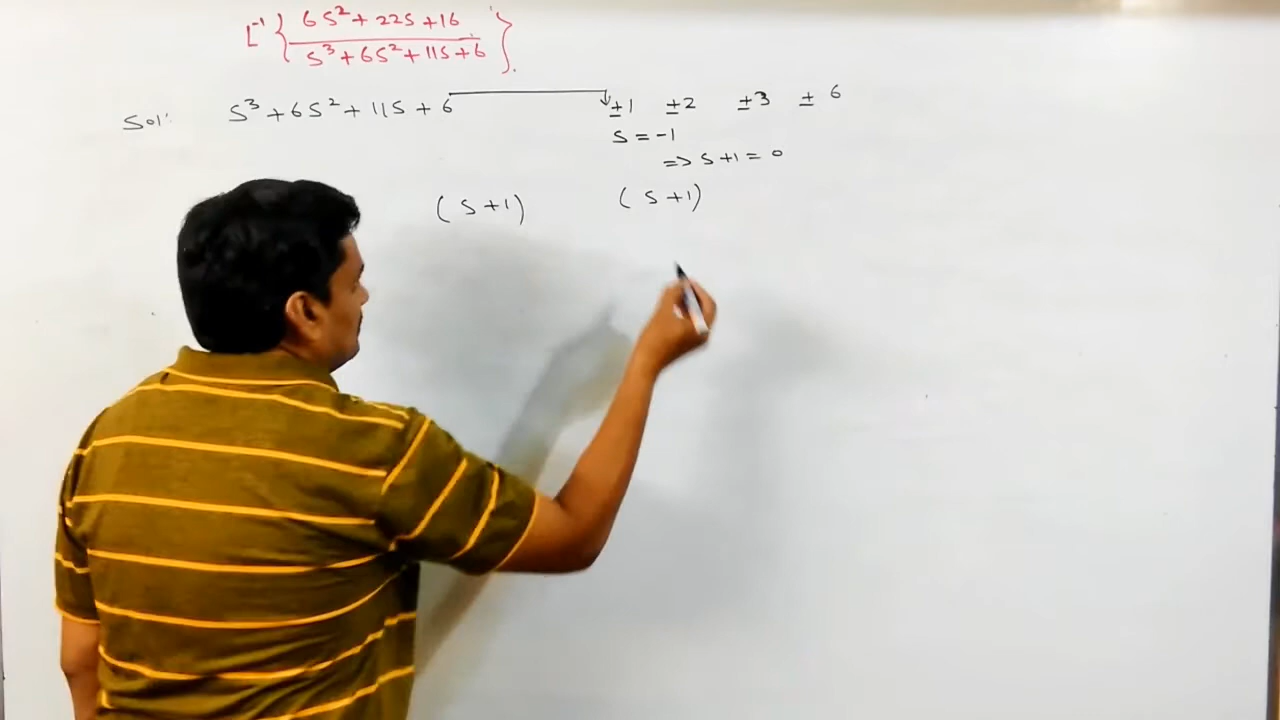 L⁻¹ { 6s²+22s+16 / s³+6s²+11s+6 }.
Sol: s³+6s²+11s+6 → ±1 ±2 ±3 ±6
s = -1
=> s+1 = 0
(s+1) (s+1)